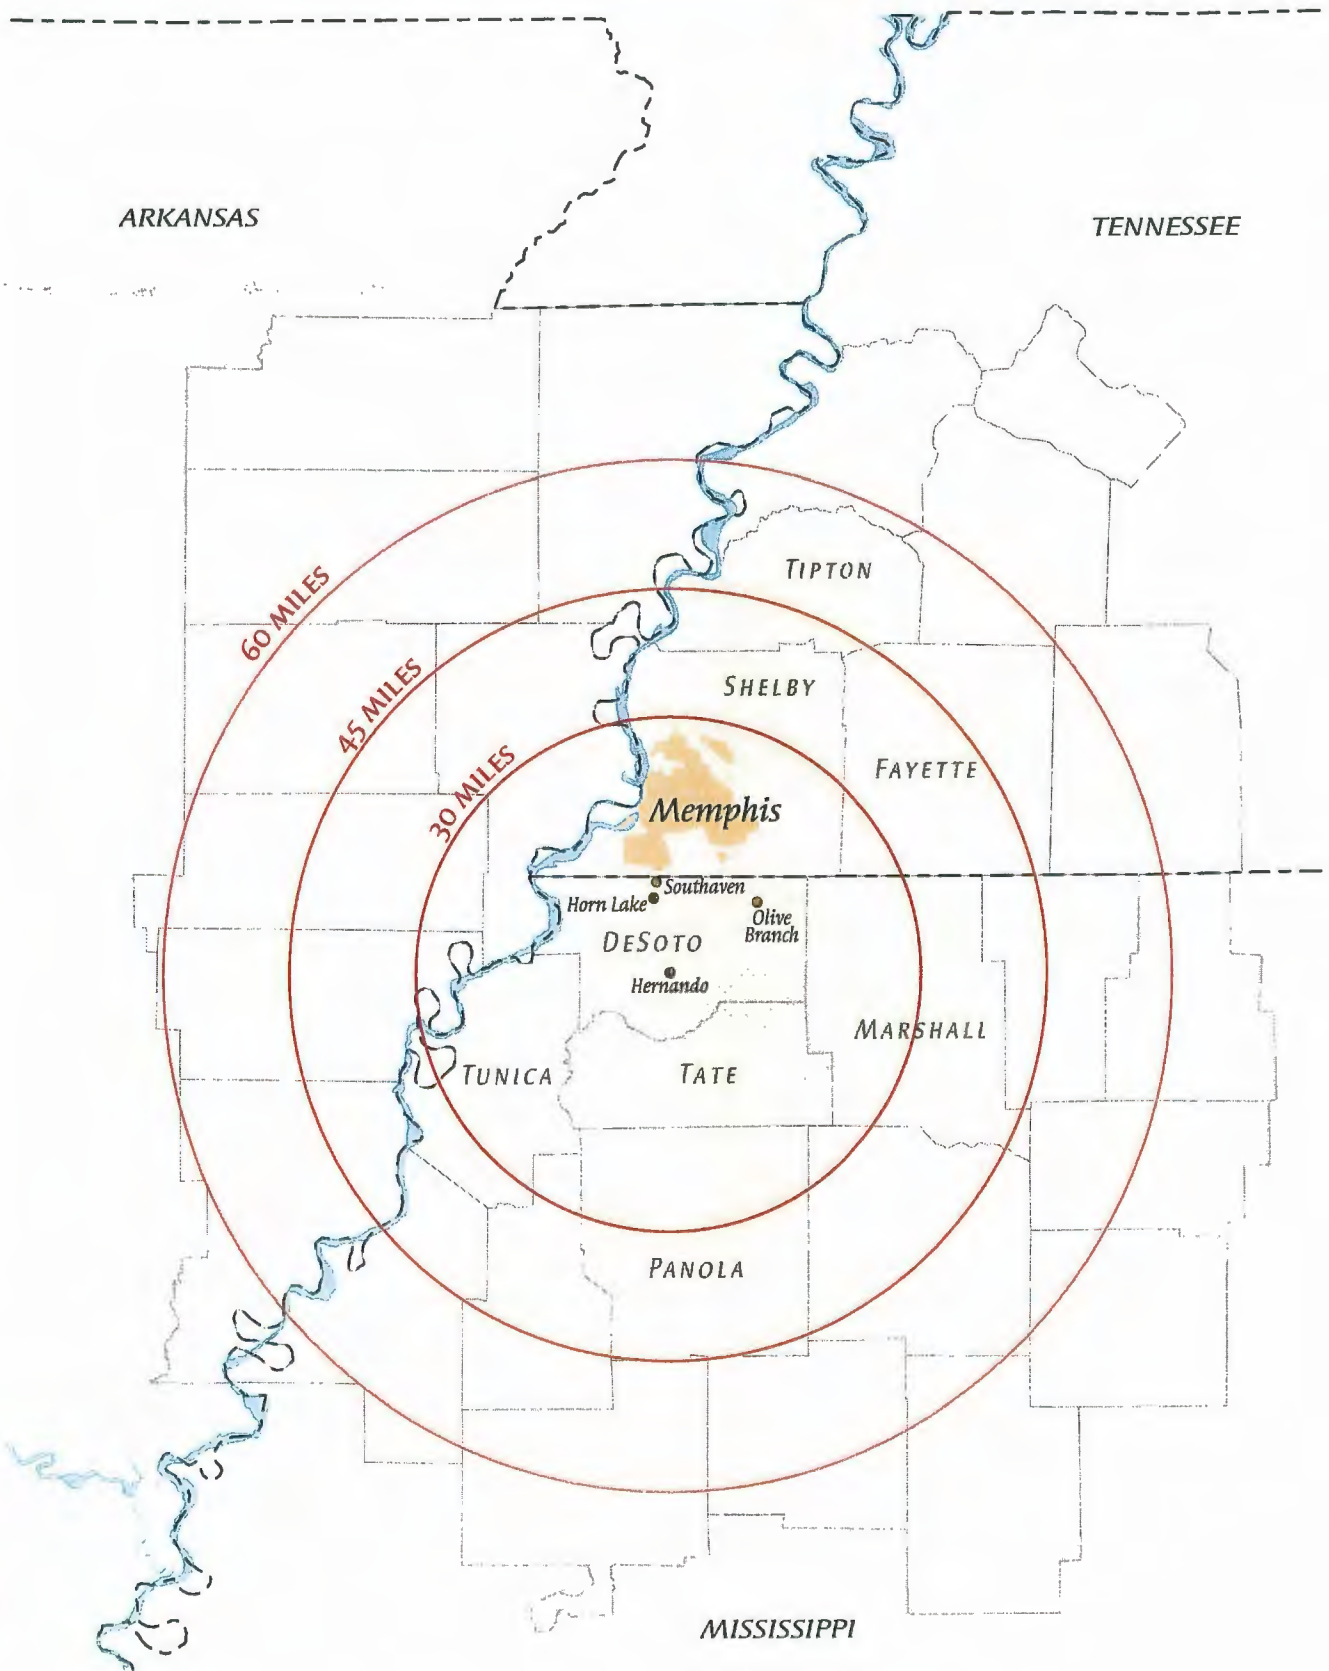 ARKANSAS
TENNESSEE
TIPTON
60 MILES
45 MILES
SHELBY
30 MILES
FAYETTE
Memphis
Southaven
Horn Lake
Olive
Branch
DESOTO
Hernando
MARSHALL
TUNICA
TATE
PANOLA
MISSISSIPPI